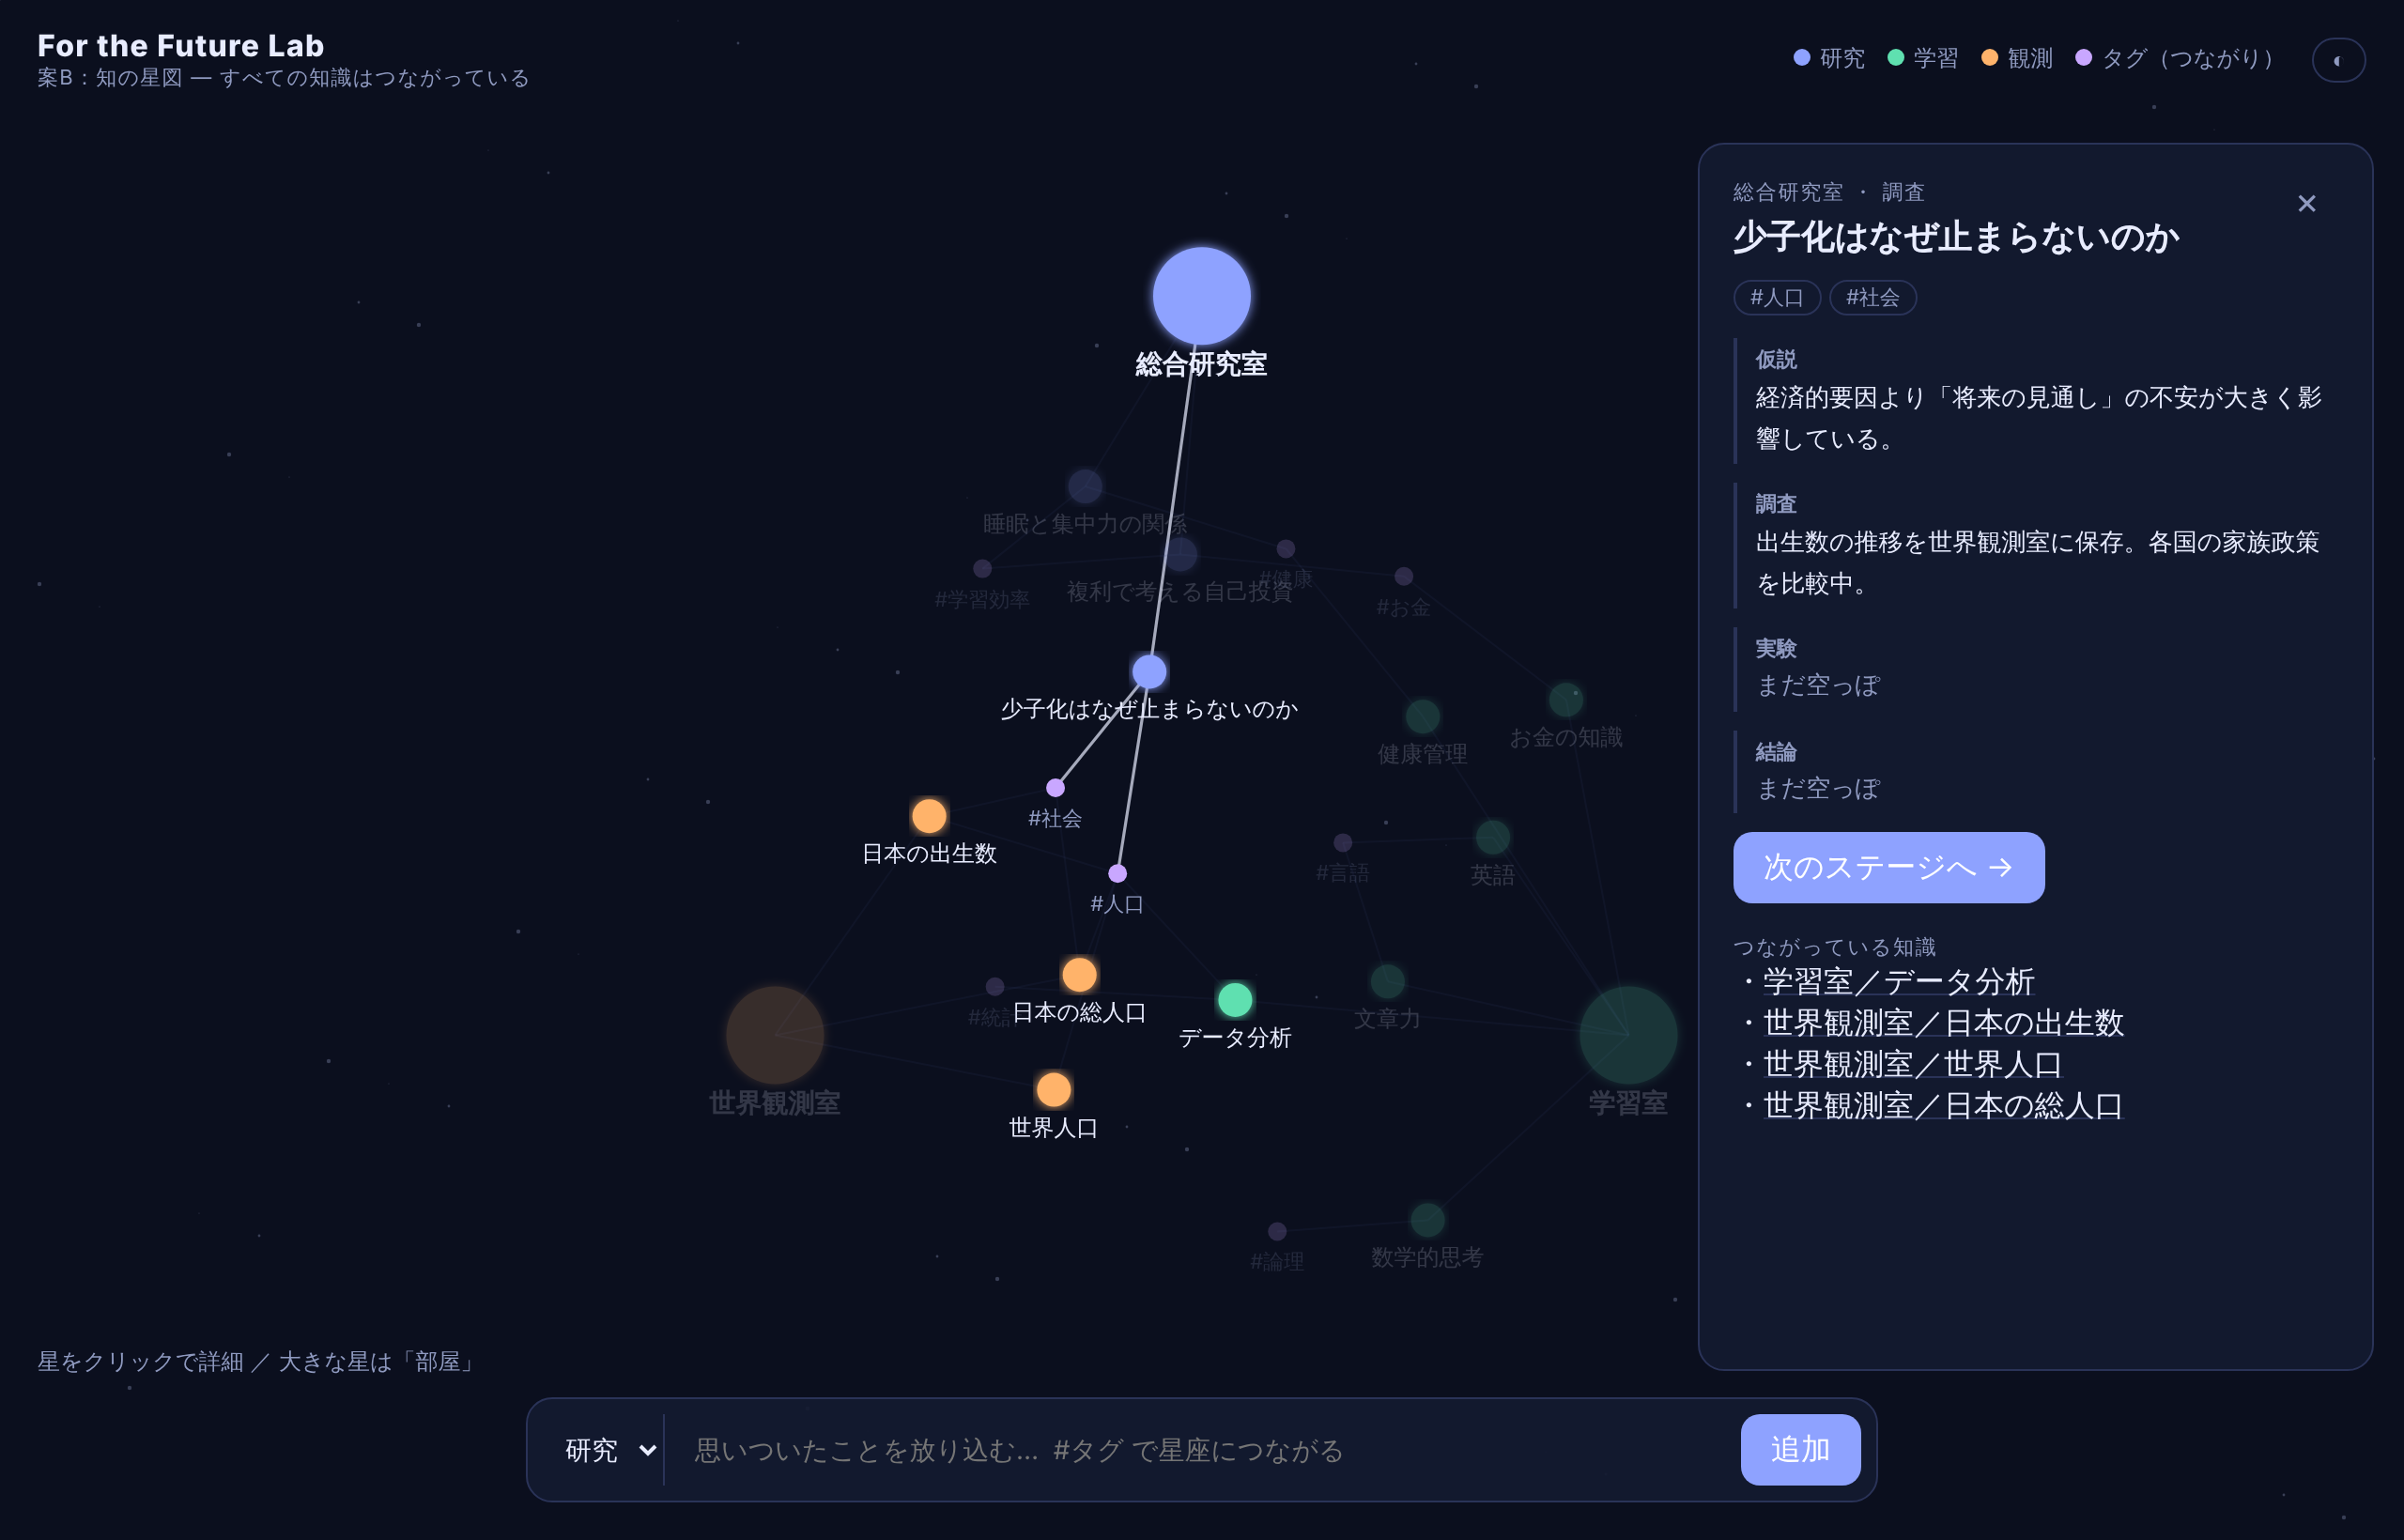 For the Future Lab
案B：知の星図 — すべての知識はつながっている
研究
学習
観測
タグ（つながり）
総合研究室
睡眠と集中力の関係
#学習効率
複利で考える自己投資
#健康
#お金
少子化はなぜ止まらないのか
健康管理
お金の知識
#社会
日本の出生数
#言語
英語
#人口
#統計
日本の総人口
データ分析
文章力
世界観測室
世界人口
学習室
#論理
数学的思考
総合研究室 ・ 調査
✕
少子化はなぜ止まらないのか
#人口
#社会
仮説
経済的要因より「将来の見通し」の不安が大きく影
響している。
調査
出生数の推移を世界観測室に保存。各国の家族政策
を比較中。
実験
まだ空っぽ
結論
まだ空っぽ
次のステージへ →
つながっている知識
・学習室／データ分析
・世界観測室／日本の出生数
・世界観測室／世界人口
・世界観測室／日本の総人口
星をクリックで詳細 ／ 大きな星は「部屋」
研究
思いついたことを放り込む… #タグ で星座につながる
追加